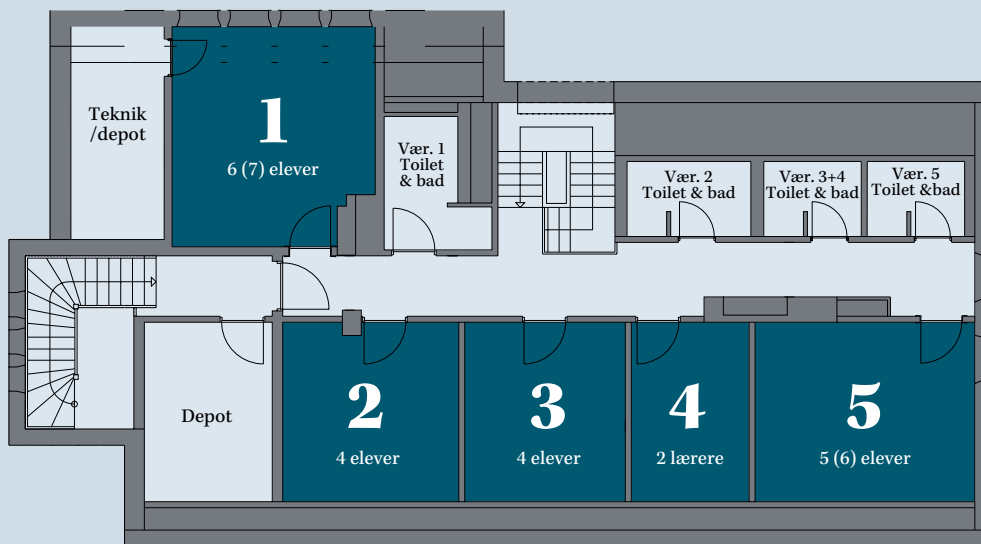 Teknik
/depot
1
6 (7) elever
Vær. 1
Toilet
& bad
Vær. 2
Toilet & bad
Vær. 3+4
Toilet & bad
Vær. 5
Toilet &bad
Depot
2
4 elever
3
4 elever
4
2 lærere
5
5 (6) elever